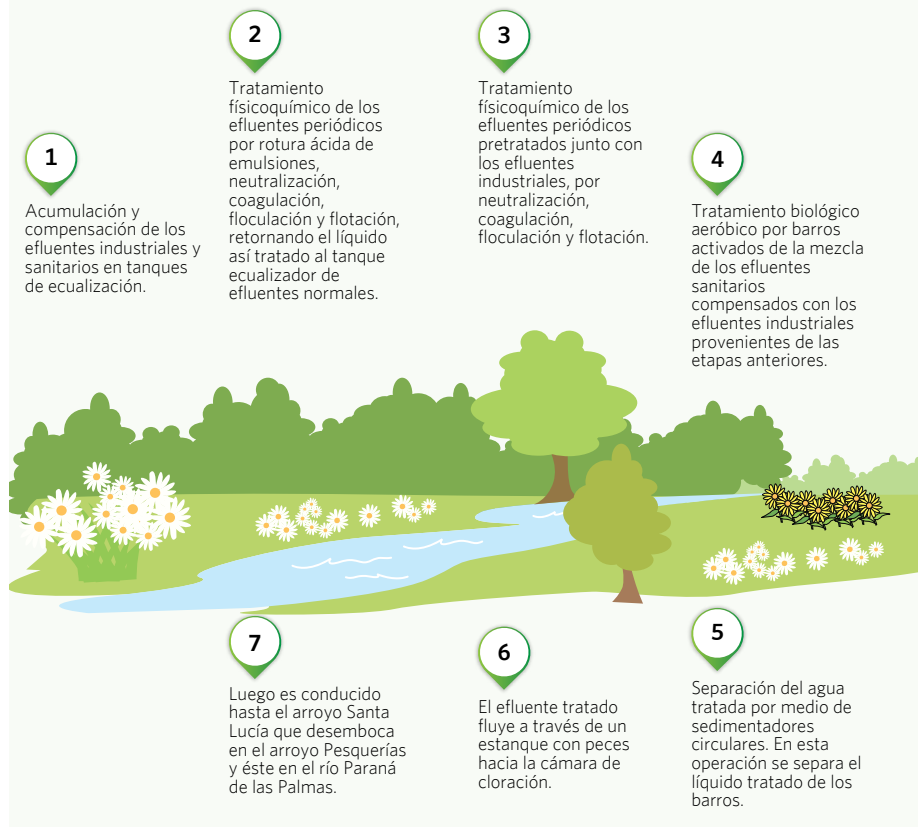 1
Acumulación y
compensación de los
efluentes industriales y
sanitarios en tanques
de ecualización.
2
Tratamiento
físicoquímico de los
efluentes periódicos
por rotura ácida de
emulsiones,
neutralización,
coagulación,
floculación y flotación,
retornando el líquido
así tratado al tanque
ecualizador de
efluentes normales.
3
Tratamiento
físicoquímico de los
efluentes periódicos
pretratados junto con
los efluentes
industriales, por
neutralización,
coagulación,
floculación y flotación.
4
Tratamiento biológico
aeróbico por barros
activados de la mezcla
de los efluentes
sanitarios
compensados con los
efluentes industriales
provenientes de las
etapas anteriores.
5
Separación del agua
tratada por medio de
sedimentadores
circulares. En esta
operación se separa el
líquido tratado de los
barros.
6
El efluente tratado
fluye a través de un
estanque con peces
hacia la cámara de
cloración.
7
Luego es conducido
hasta el arroyo Santa
Lucía que desemboca
en el arroyo Pesquerías
y éste en el río Paraná
de las Palmas.